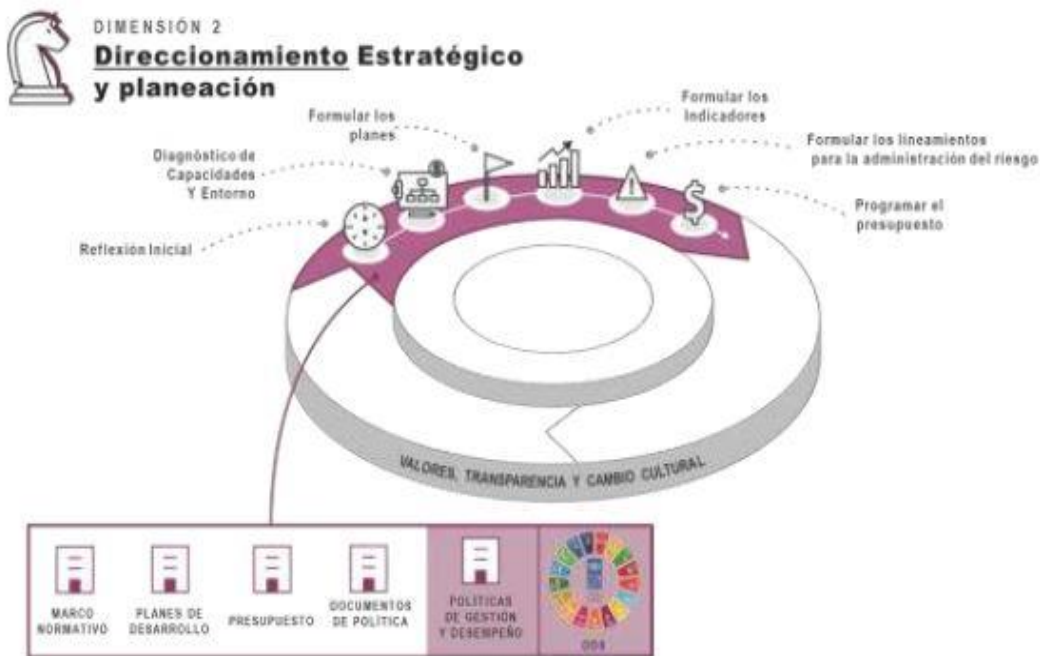 DIMENSIÓN 2
Direccionamiento Estratégico
y planeación
Formular los
Indicadores
Formular los
planes
Formular los lineamientos
para la administración del riesgo
Diagnóstico de
Capacidades
Y Entorno
Programar el
presupuesto
Reflexión Inicial
VALORES, TRANSPARENCIA Y CAMBIO CULTURAL
MARCO
NORMATIVO
PLANES DE
DESARROLLO
PRESUPUESTO
DOCUMENTOS
DE POLÍTICA
POLÍTICAS
DE GESTIÓN
Y DESEMPEÑO
ODS